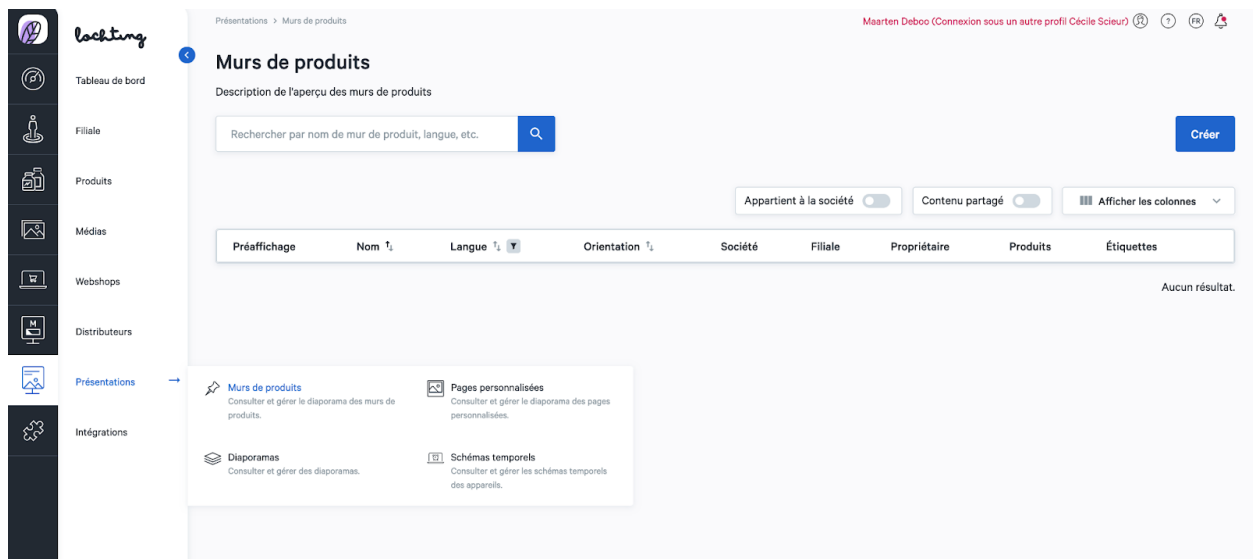 Présentations > Murs de produits
Maarten Deboo (Connexion sous un autre profil Cécile Scieur)
?
FR
lochting
Murs de produits
Description de l'aperçu des murs de produits
Rechercher par nom de mur de produit, langue, etc.
Créer
Appartient à la société
Contenu partagé
Afficher les colonnes
Préaffichage Nom Langue Orientation Société Filiale Propriétaire Produits Étiquettes
Aucun résultat.
Tableau de bord
Filiale
Produits
Médias
Webshops
M
Distributeurs
Présentations →
Intégrations
Murs de produits
Consulter et gérer le diaporama des murs de
produits.
Pages personnalisées
Consulter et gérer le diaporama des pages
personnalisées.
Diaporamas
Consulter et gérer des diaporamas.
Schémas temporels
Consulter et gérer les schémas temporels
des appareils.